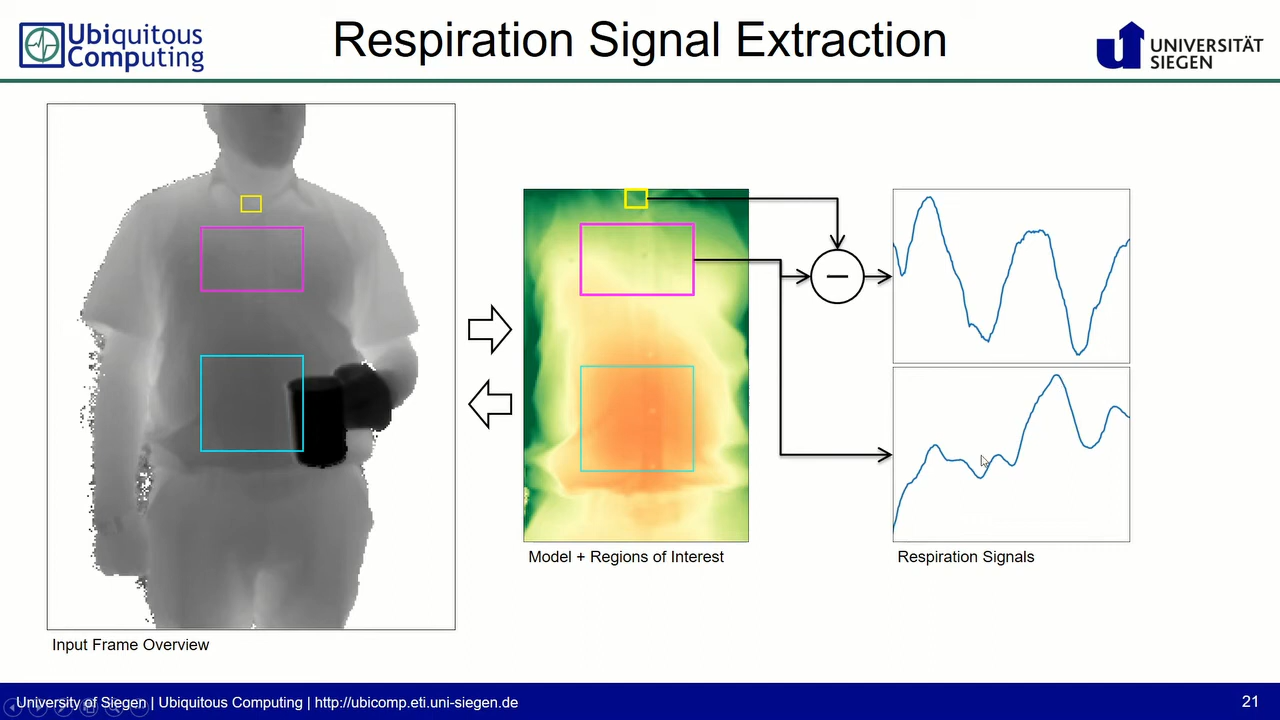 Ubiquitous
Computing
Respiration Signal Extraction
UNIVERSITÄT
SIEGEN
Model + Regions of Interest
Respiration Signals
Input Frame Overview
University of Siegen | Ubiquitous Computing | http://ubicomp.eti.uni-siegen.de
21